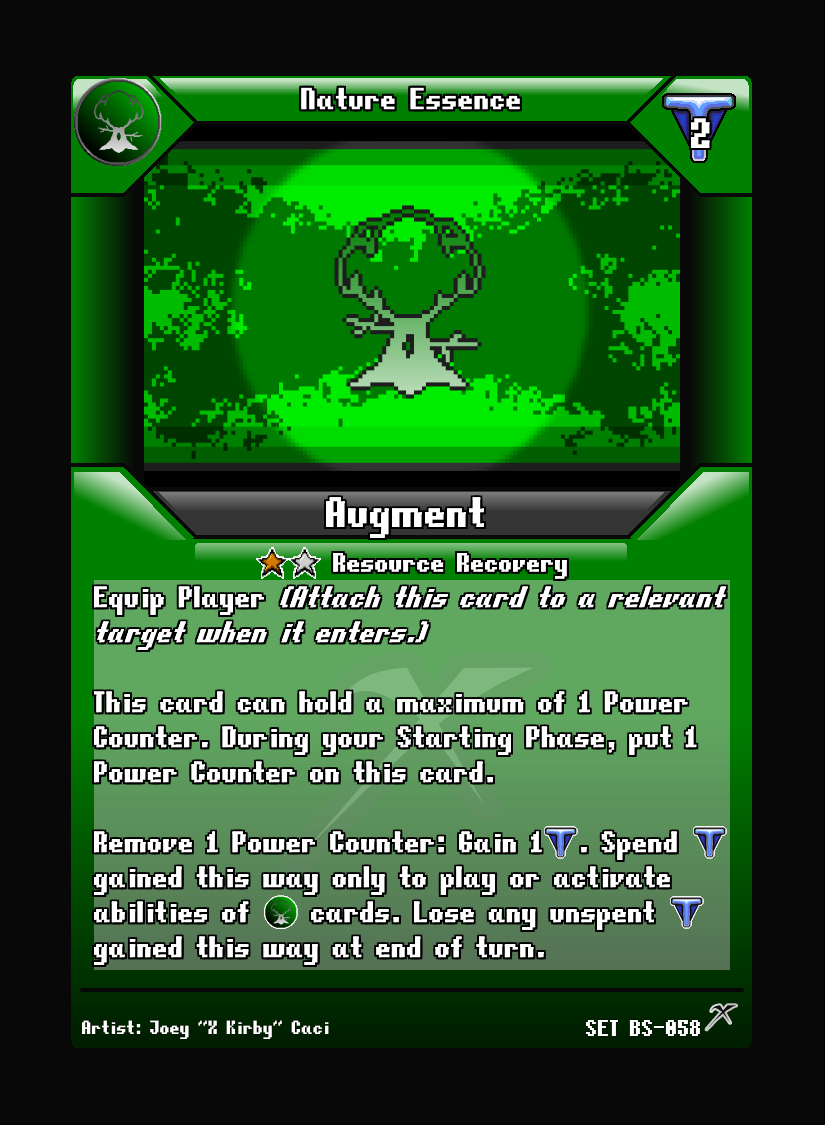 Nature Essence
2
Augment
Resource Recovery
Equip Player (Attach this card to a relevant
target when it enters.)
This card can hold a maximum of 1 Power
Counter. During your Starting Phase, put 1
Power Counter on this card.
Remove 1 Power Counter: Gain 1 . Spend
gained this way only to play or activate
abilities of cards. Lose any unspent
gained this way at end of turn.
Artist: Joey "X Kirby" Caci
SET BS-058